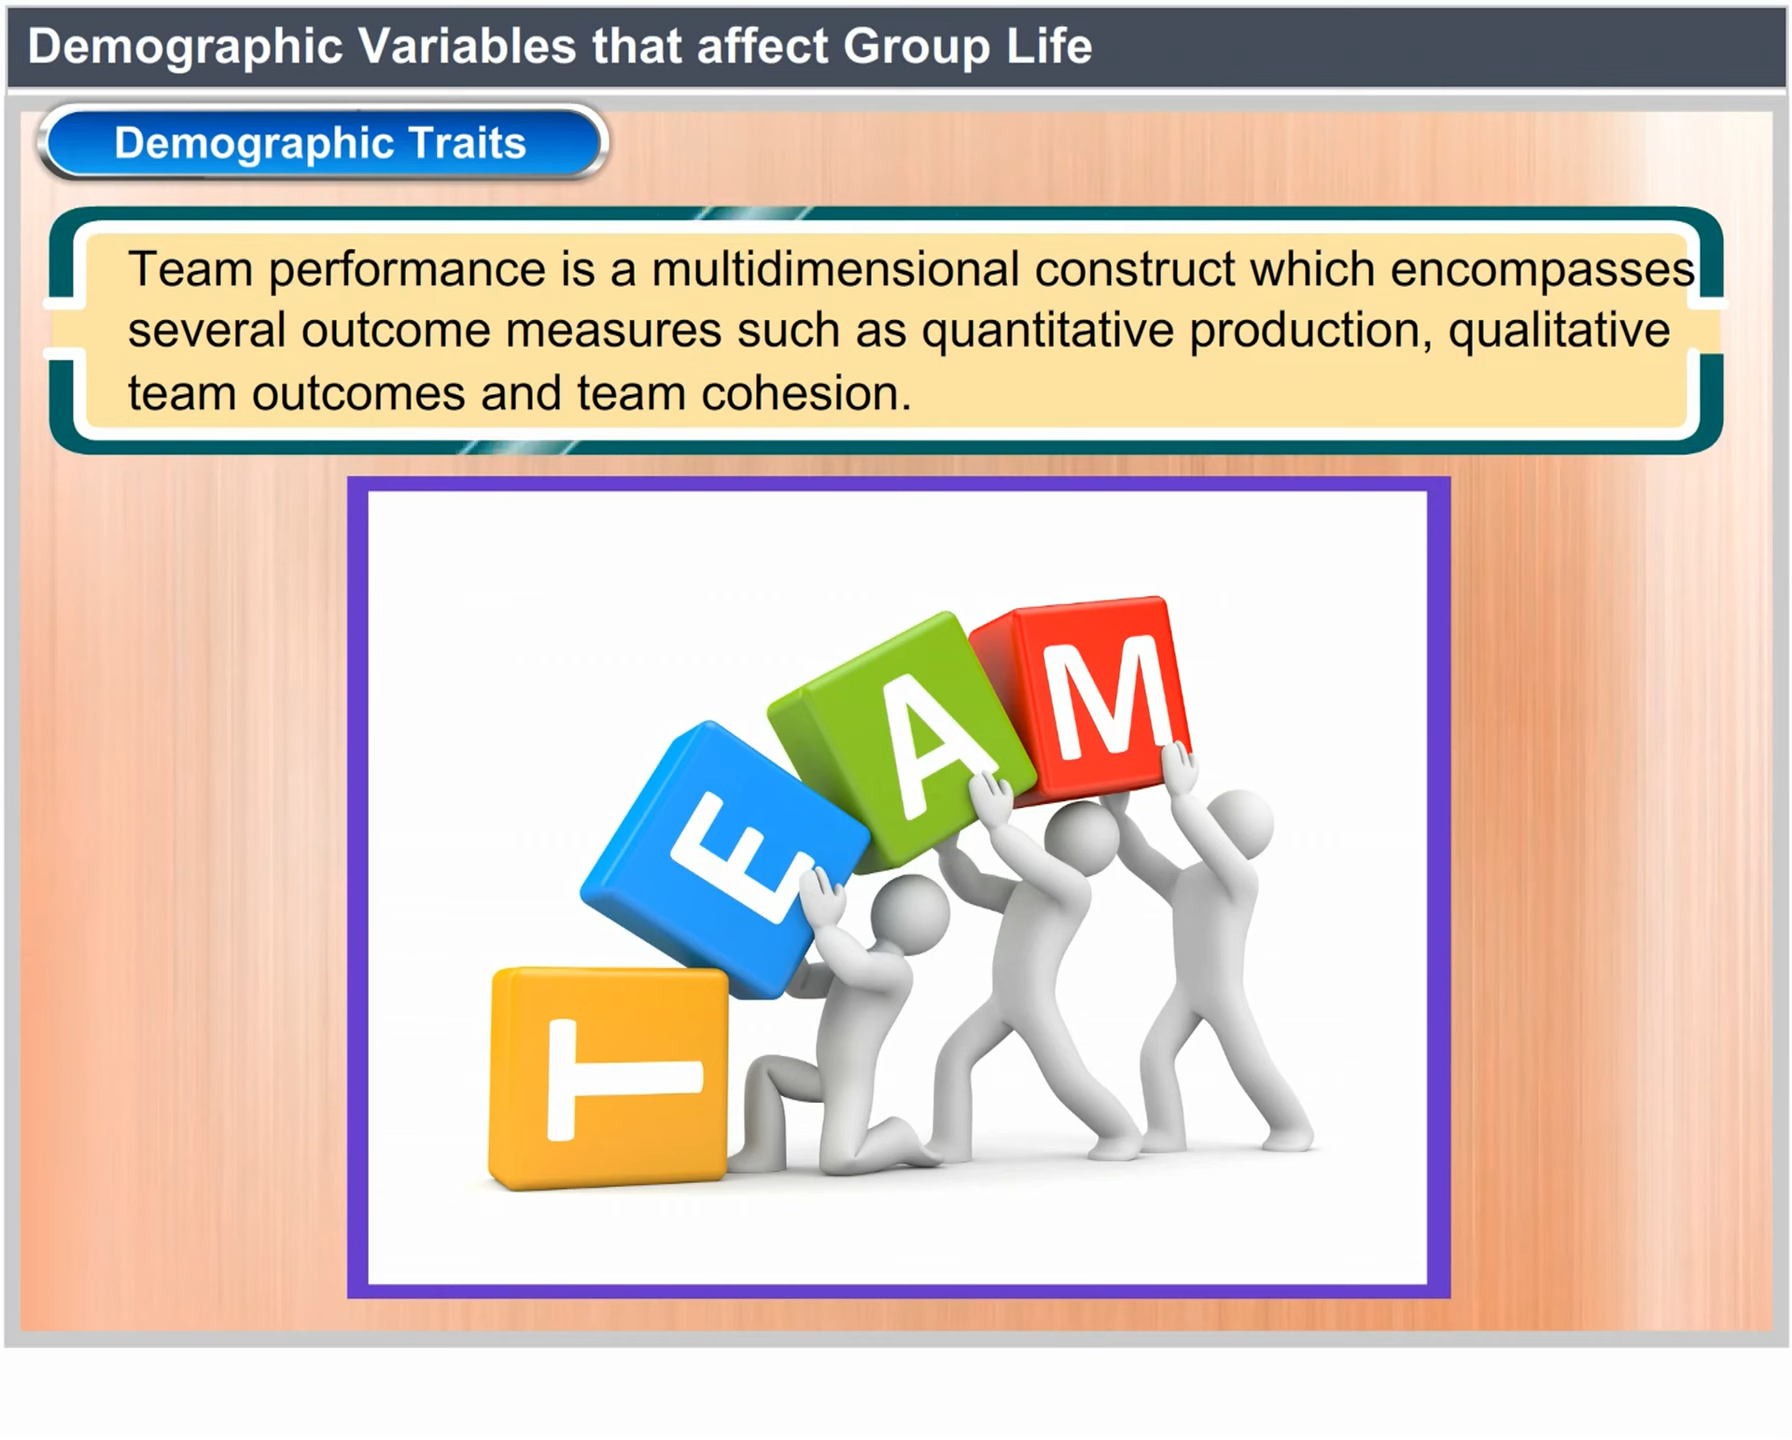 Demographic Variables that affect Group Life
Demographic Traits
Team performance is a multidimensional construct which encompasses
several outcome measures such as quantitative production, qualitative
team outcomes and team cohesion.
TEAM